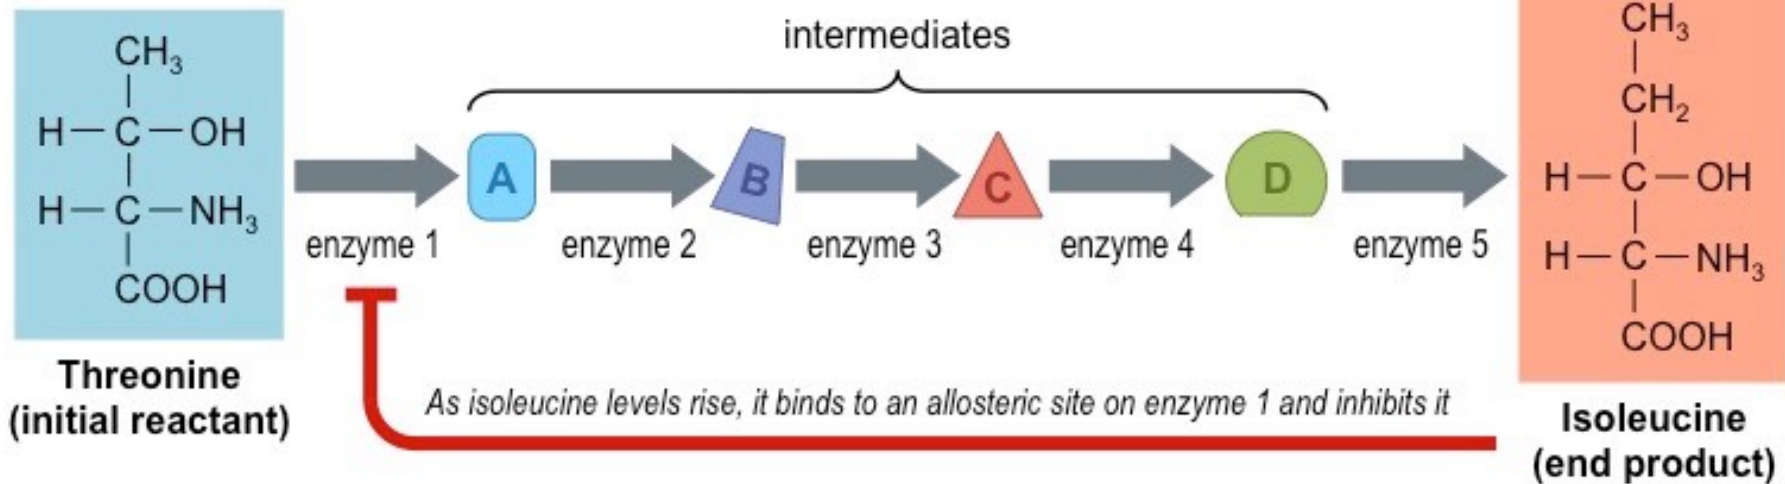 CH₃
H — C — OH
H — C — NH₃
COOH
Threonine
(initial reactant)
intermediates
A
B
C
D
enzyme 1
enzyme 2
enzyme 3
enzyme 4
enzyme 5
As isoleucine levels rise, it binds to an allosteric site on enzyme 1 and inhibits it
CH₃
CH₂
H — C — OH
H — C — NH₃
COOH
Isoleucine
(end product)